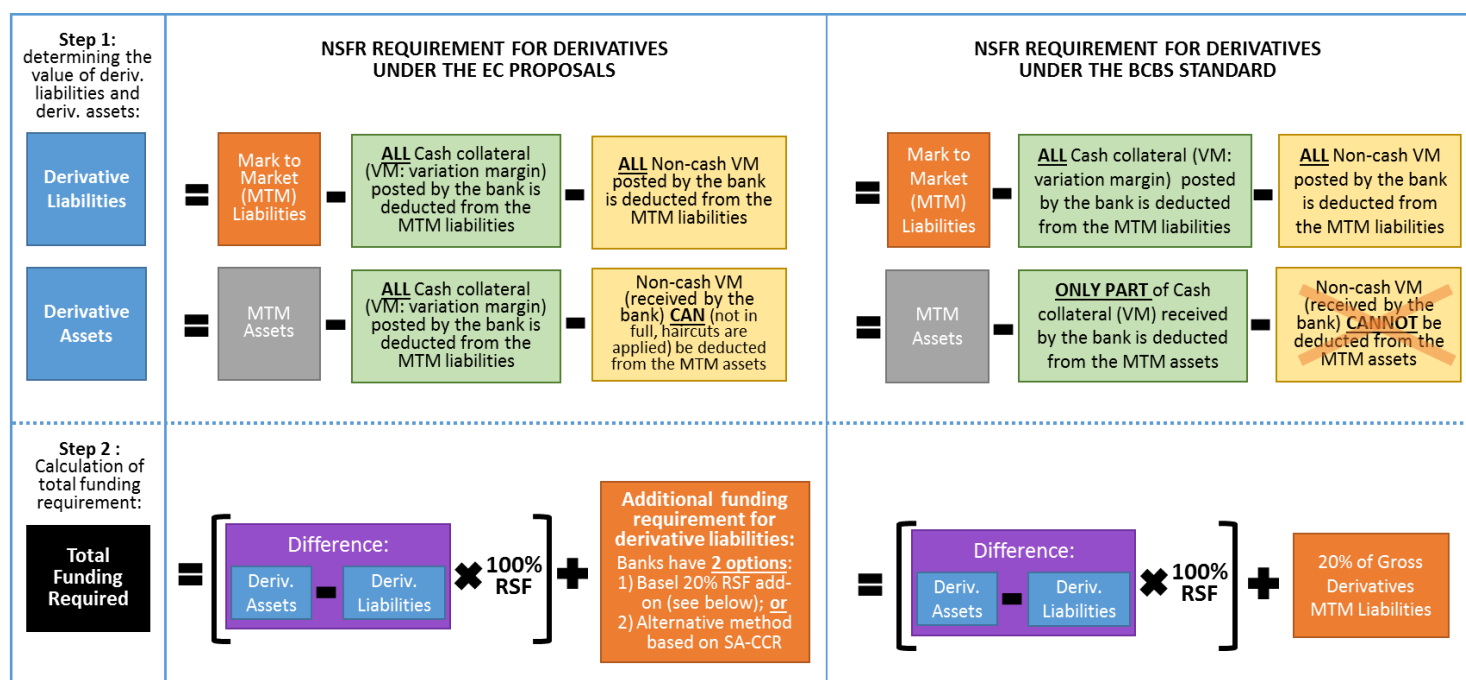 Step 1:
determining the
value of deriv.
liabilities and
deriv. assets:
NSFR REQUIREMENT FOR DERIVATIVES
UNDER THE EC PROPOSALS
NSFR REQUIREMENT FOR DERIVATIVES
UNDER THE BCBS STANDARD
Derivative
Liabilities
=
Mark to
Market
(MTM)
Liabilities
-
ALL Cash collateral
(VM: variation margin)
posted by the bank is
deducted from the
MTM liabilities
-
ALL Non-cash VM
posted by the bank
is deducted from the
MTM liabilities
=
Mark to
Market
(MTM)
Liabilities
-
ALL Cash collateral (VM:
variation margin) posted
by the bank is deducted
from the MTM liabilities
-
ALL Non-cash VM
posted by the bank
is deducted from
the MTM liabilities
Derivative
Assets
=
MTM
Assets
-
ALL Cash collateral
(VM: variation margin)
posted by the bank is
deducted from the
MTM liabilities
-
Non-cash VM
(received by the
bank) CAN (not in
full, haircuts are
applied) be deducted
from the MTM assets
=
MTM
Assets
-
ONLY PART of Cash
collateral (VM) received
by the bank is deducted
from the MTM assets
-
Non-cash VM
(received by the
bank) CANNOT be
deducted from the
MTM assets
Step 2 :
Calculation of
total funding
requirement:
Total
Funding
Required
=
[
Difference:
Deriv.
Assets
-
Deriv.
Liabilities
×
100%
RSF
]
+
Additional funding
requirement for
derivative liabilities:
Banks have 2 options:
1) Basel 20% RSF add-
on (see below); or
2) Alternative method
based on SA-CCR
=
[
Difference:
Deriv.
Assets
-
Deriv.
Liabilities
×
100%
RSF
]
+
20% of Gross
Derivatives
MTM Liabilities